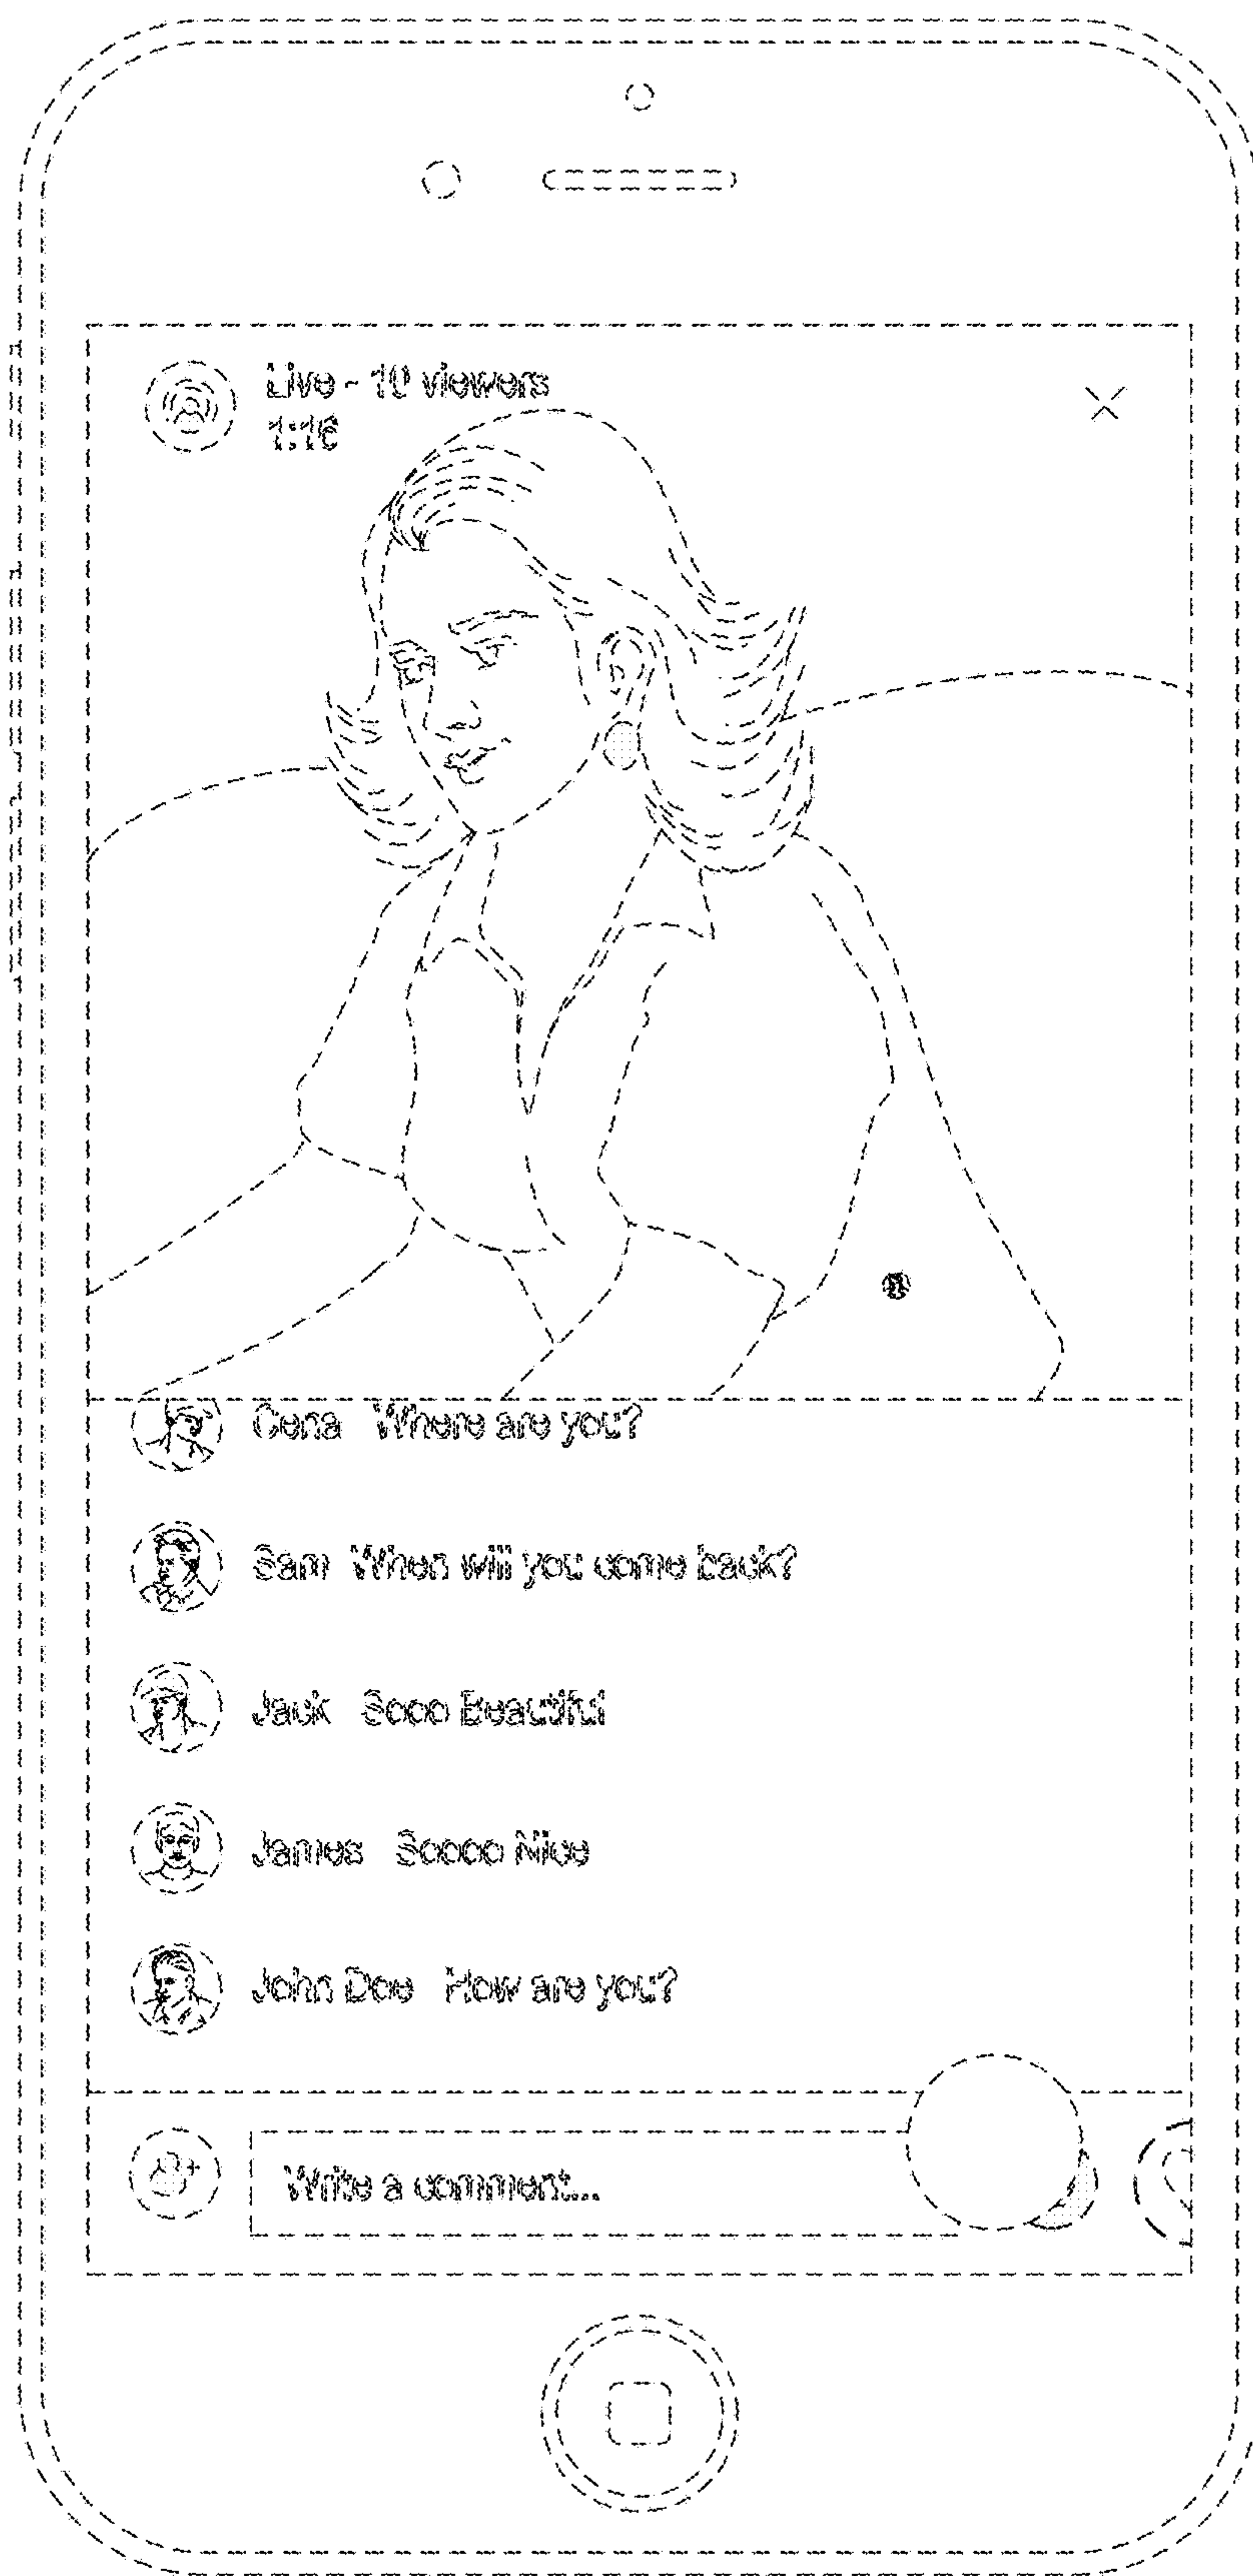 Live - 10 viewers
1:16
Cena Where are you?
Sam When will you come back?
Jack Sooo Beautiful
James Soooo Nice
John Doe How are you?
Write a comment...